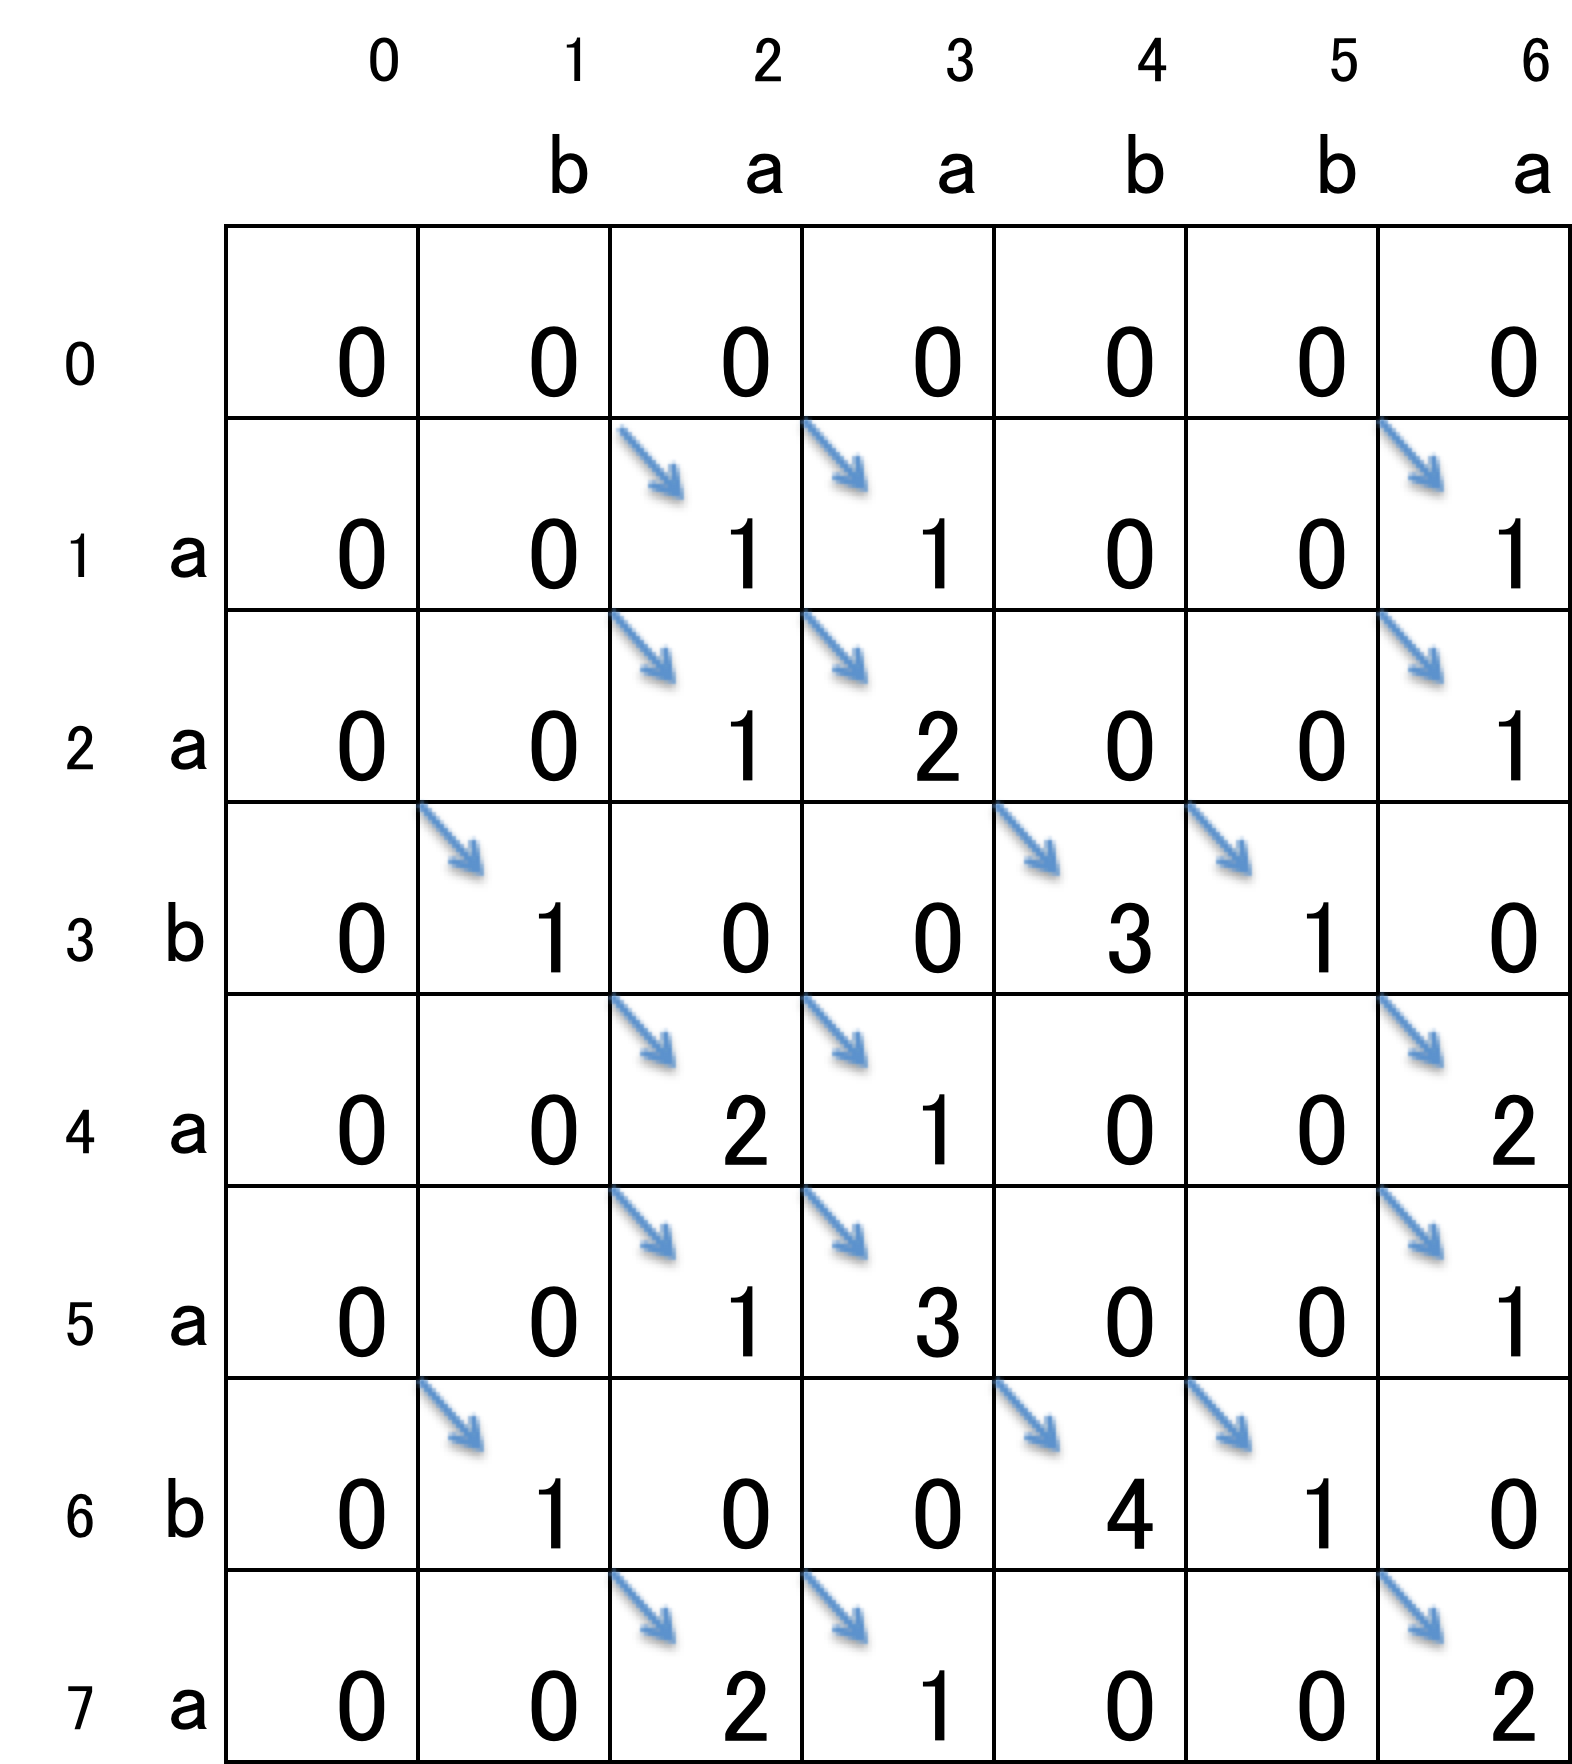 0 1 2 3 4 5 6
b a a b b a
0 0 0 0 0 0 0 0
1 a 0 0 1 1 0 0 1
2 a 0 0 1 2 0 0 1
3 b 0 1 0 0 3 1 0
4 a 0 0 2 1 0 0 2
5 a 0 0 1 3 0 0 1
6 b 0 1 0 0 4 1 0
7 a 0 0 2 1 0 0 2